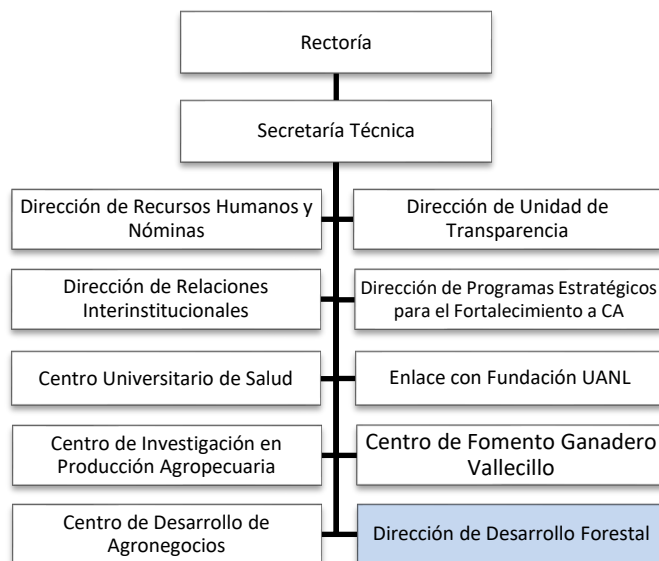 Rectoría
Secretaría Técnica
Dirección de Recursos Humanos y
Nóminas
Dirección de Unidad de
Transparencia
Dirección de Relaciones
Interinstitucionales
Dirección de Programas Estratégicos
para el Fortalecimiento a CA
Centro Universitario de Salud
Enlace con Fundación UANL
Centro de Investigación en
Producción Agropecuaria
Centro de Fomento Ganadero
Vallecillo
Centro de Desarrollo de
Agronegocios
Dirección de Desarrollo Forestal